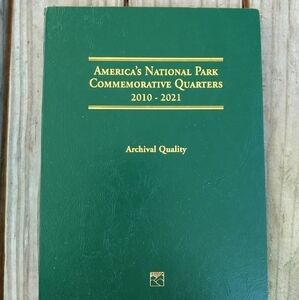 AMERICA'S NATIONAL PARK
COMMEMORATIVE QUARTERS
2010 - 2021
Archival Quality